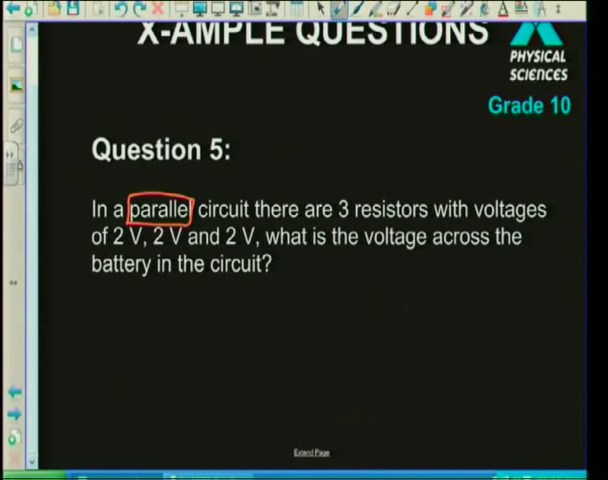 X-AMPLE QUESTIONS
PHYSICAL
SCIENCES
Grade 10
Question 5:
In a parallel circuit there are 3 resistors with voltages
of 2 V, 2 V and 2 V, what is the voltage across the
battery in the circuit?
Extend Page